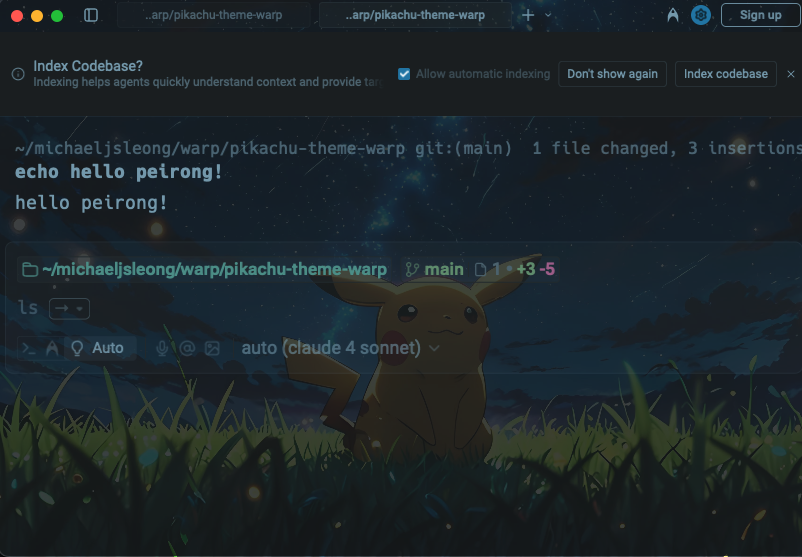 ..arp/pikachu-theme-warp
..arp/pikachu-theme-warp
Sign up
Index Codebase?
Indexing helps agents quickly understand context and provide tar
Allow automatic indexing
Don't show again
Index codebase
~/michaeljsleong/warp/pikachu-theme-warp git:(main) 1 file changed, 3 insertions
echo hello peirong!
hello peirong!
~/michaeljsleong/warp/pikachu-theme-warp main 1 • +3 -5
ls
Auto auto (claude 4 sonnet)